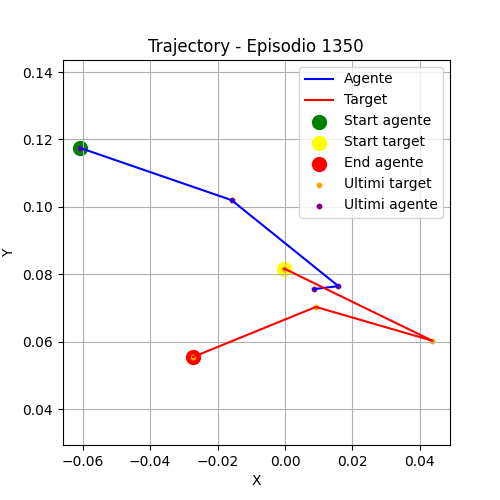 Trajectory - Episodio 1350
0.14
0.12
0.10
0.08
0.06
0.04
Y
−0.06
−0.04
−0.02
0.00
0.02
0.04
X
Agente
Target
Start agente
Start target
End agente
Ultimi target
Ultimi agente